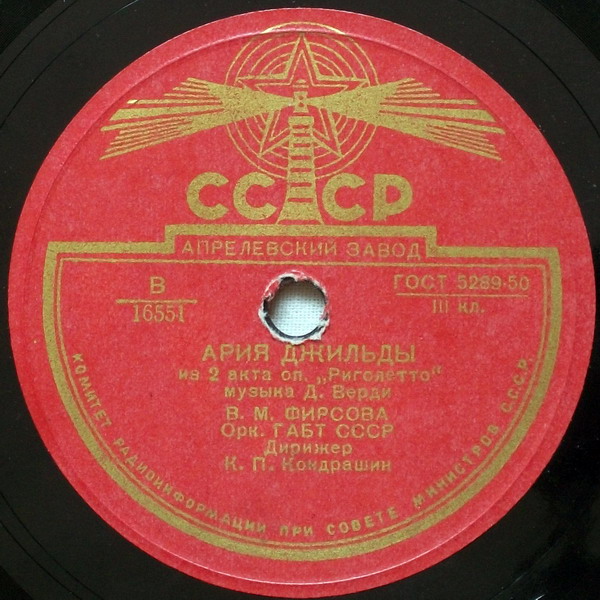 СССР
АПРЕЛЕВСКИЙ ЗАВОД
В
16551
ГОСТ 5289-50
III кл.
АРИЯ ДЖИЛЬДЫ
из 2 акта оп. „Риголетто“
музыка Д. Верди
В. М. ФИРСОВА
Орк. ГАБТ СССР
Дирижер
К. П. Кондрашин
КОМИТЕТ РАДИОИНФОРМАЦИИ ПРИ СОВЕТЕ МИНИСТРОВ С.С.С.Р.